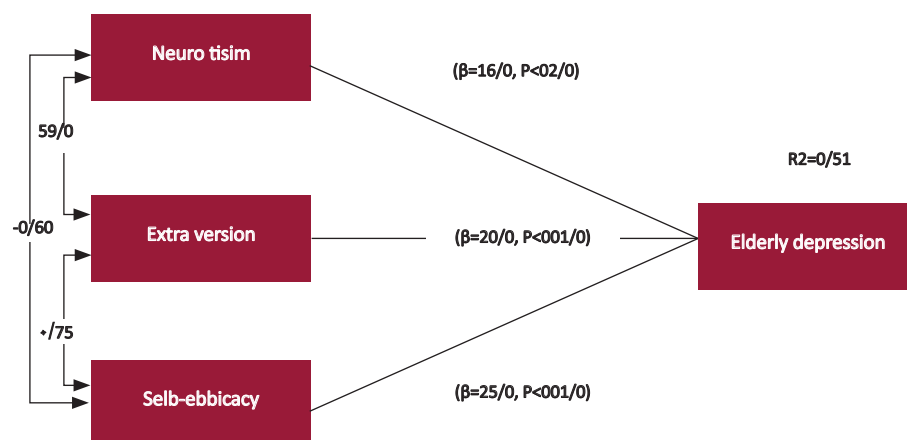 Neuro tisim
(β=16/0, P<02/0)
59/0
R2=0/51
-0/60
Extra version
(β=20/0, P<001/0)
Elderly depression
۰/75
Selb-ebbicacy
(β=25/0, P<001/0)